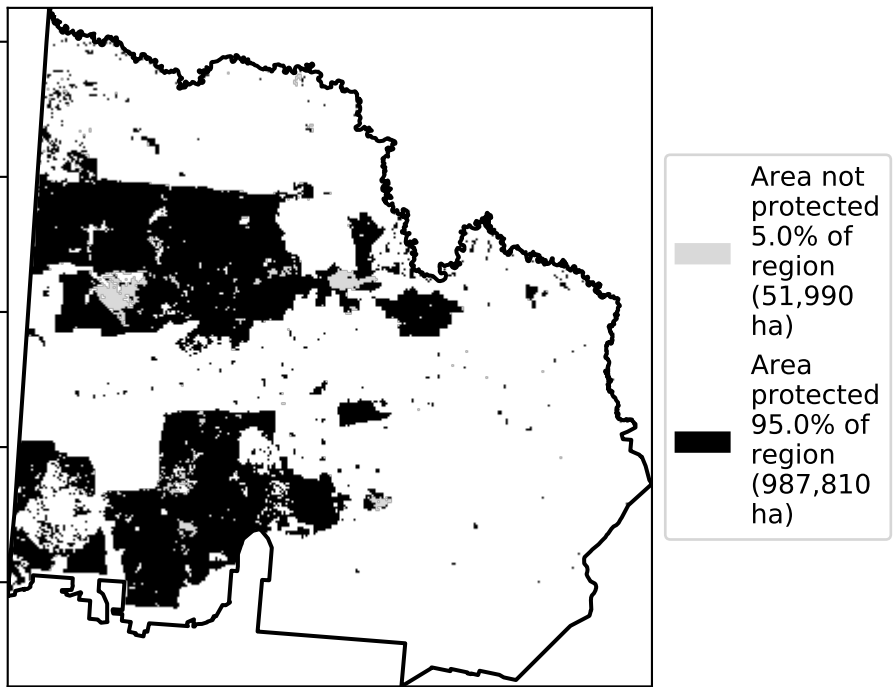 Area not
protected
5.0% of
region
(51,990
ha)
Area
protected
95.0% of
region
(987,810
ha)